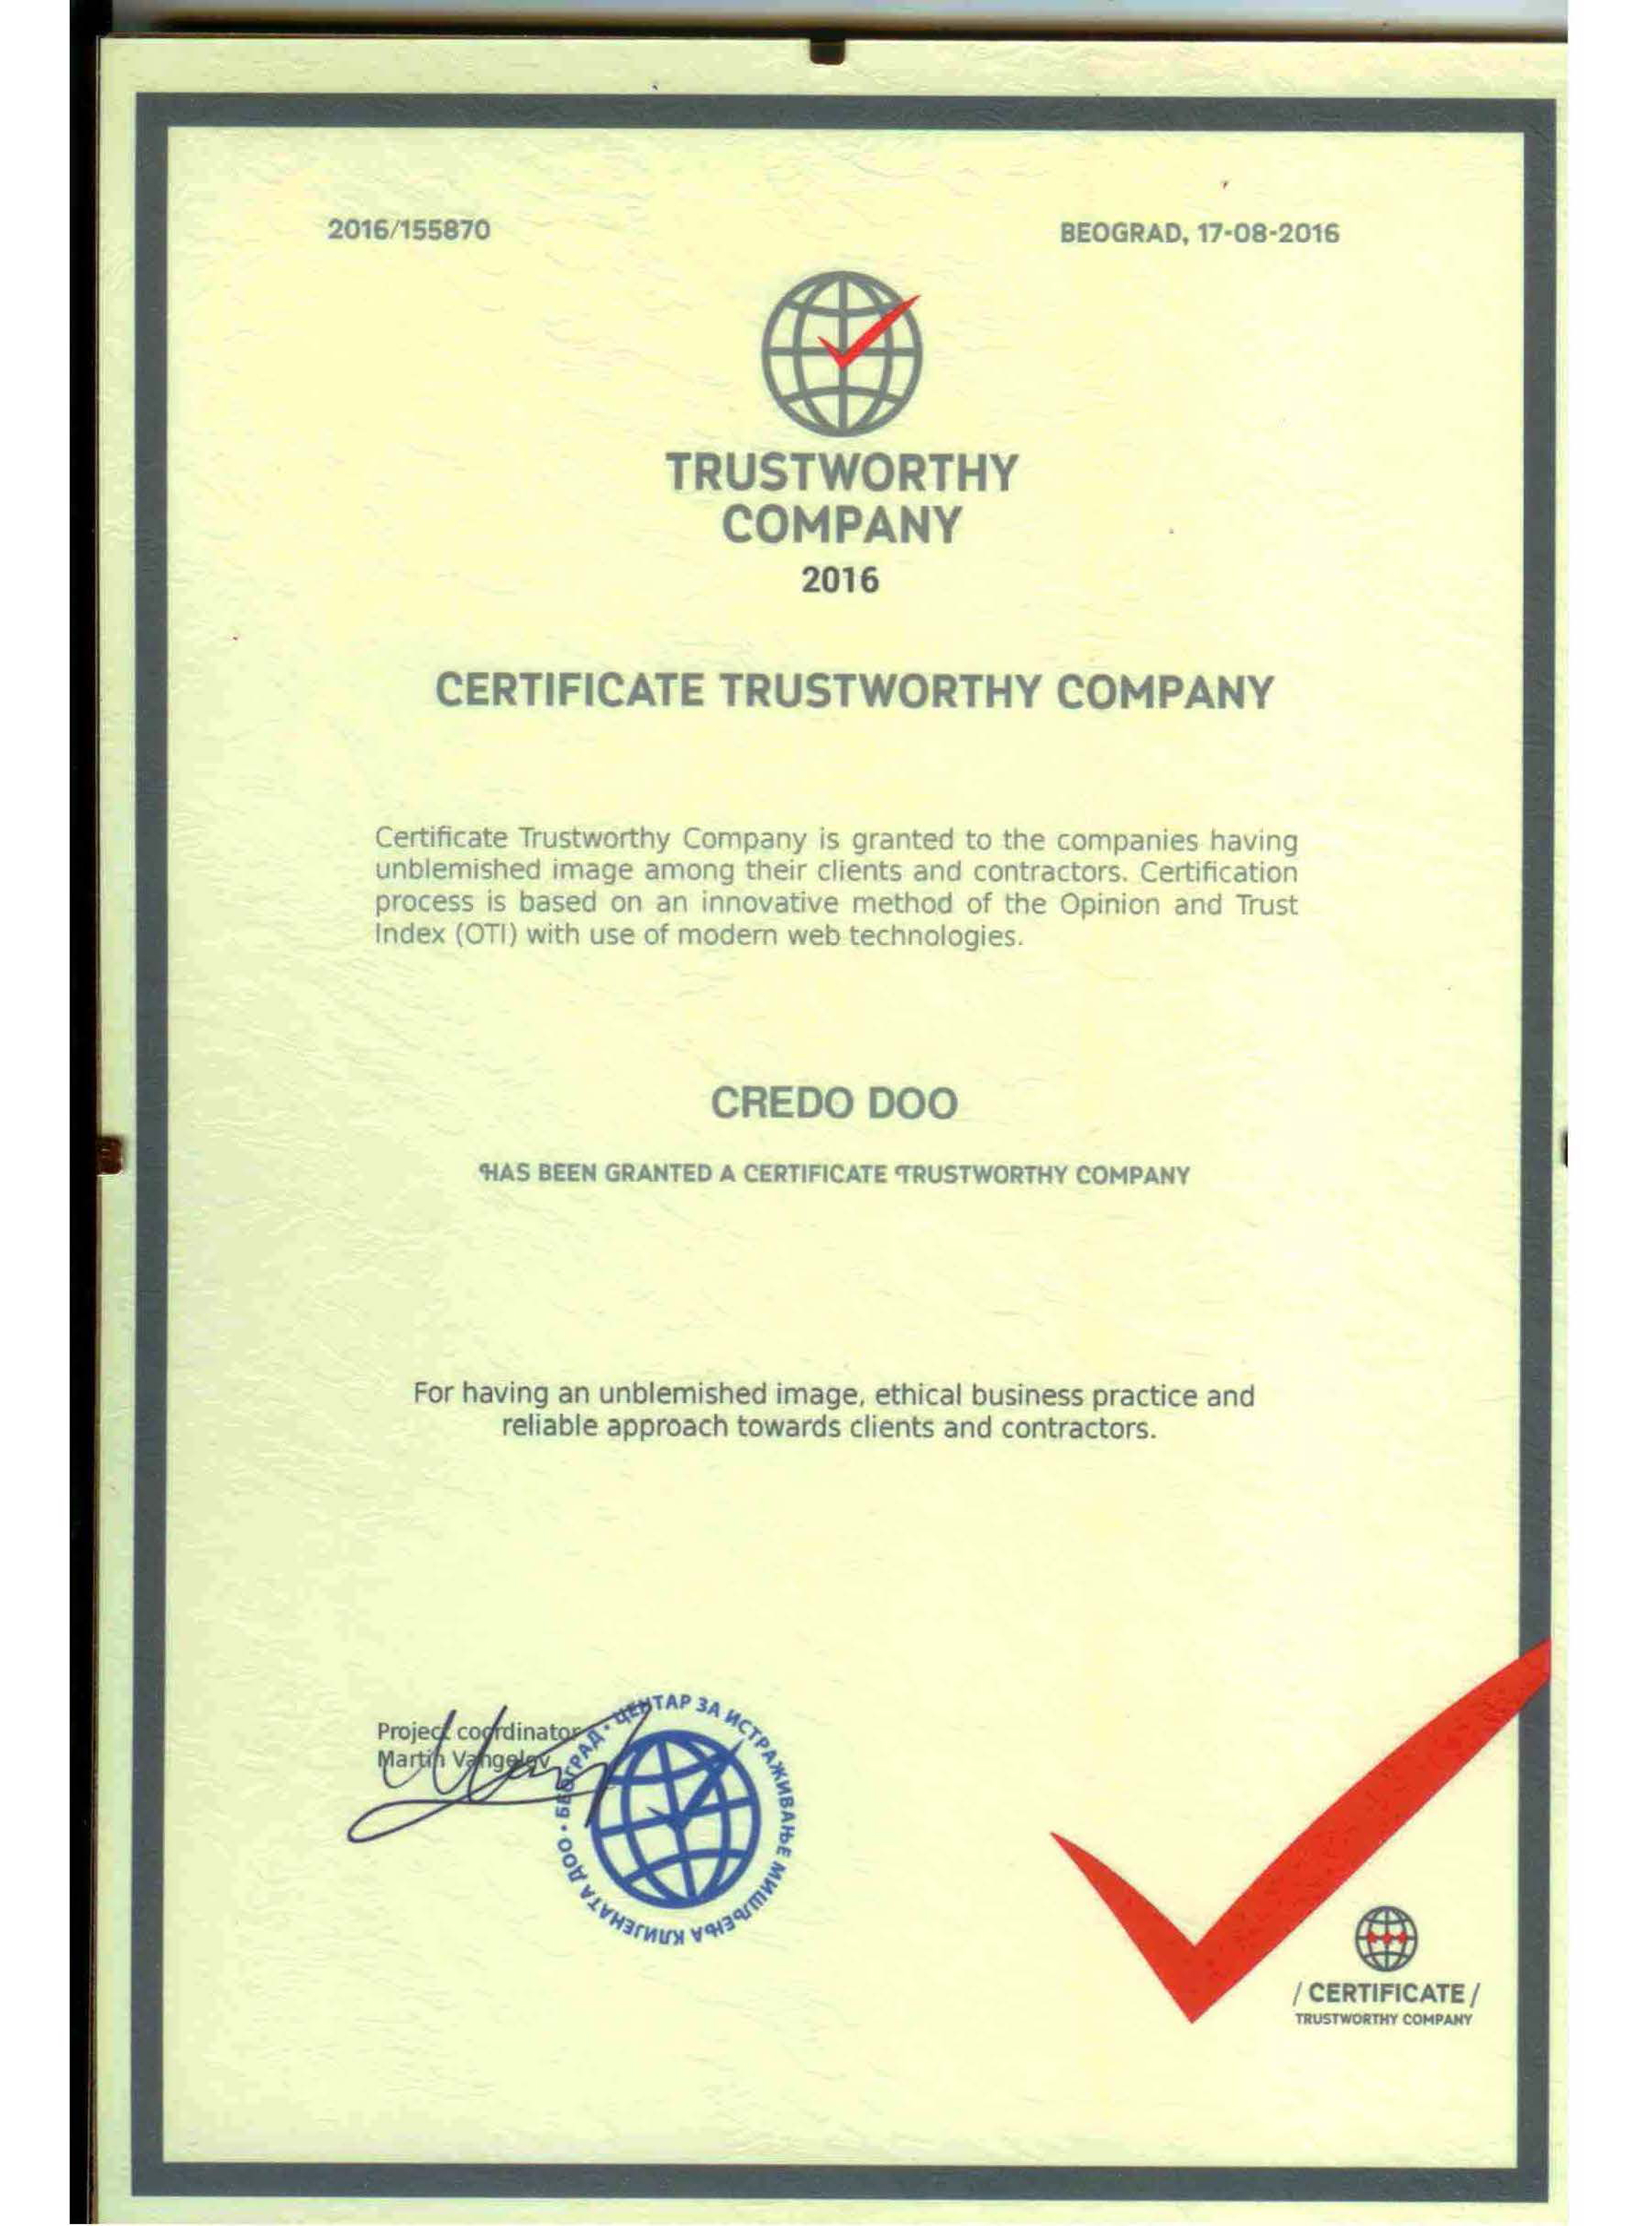 2016/155870
BEOGRAD, 17-08-2016
TRUSTWORTHY
COMPANY
2016
CERTIFICATE TRUSTWORTHY COMPANY
Certificate Trustworthy Company is granted to the companies having
unblemished image among their clients and contractors. Certification
process is based on an innovative method of the Opinion and Trust
Index (OTI) with use of modern web technologies.
CREDO DOO
HAS BEEN GRANTED A CERTIFICATE TRUSTWORTHY COMPANY
For having an unblemished image, ethical business practice and
reliable approach towards clients and contractors.
Project coordinator
Martin Vangelov
ЦЕНТАР ЗА ИСТРАЖИВАЊЕ МИШЉЕЊА КЛИЈЕНАТА ДОО • БЕОГРАД •
/ CERTIFICATE /
TRUSTWORTHY COMPANY